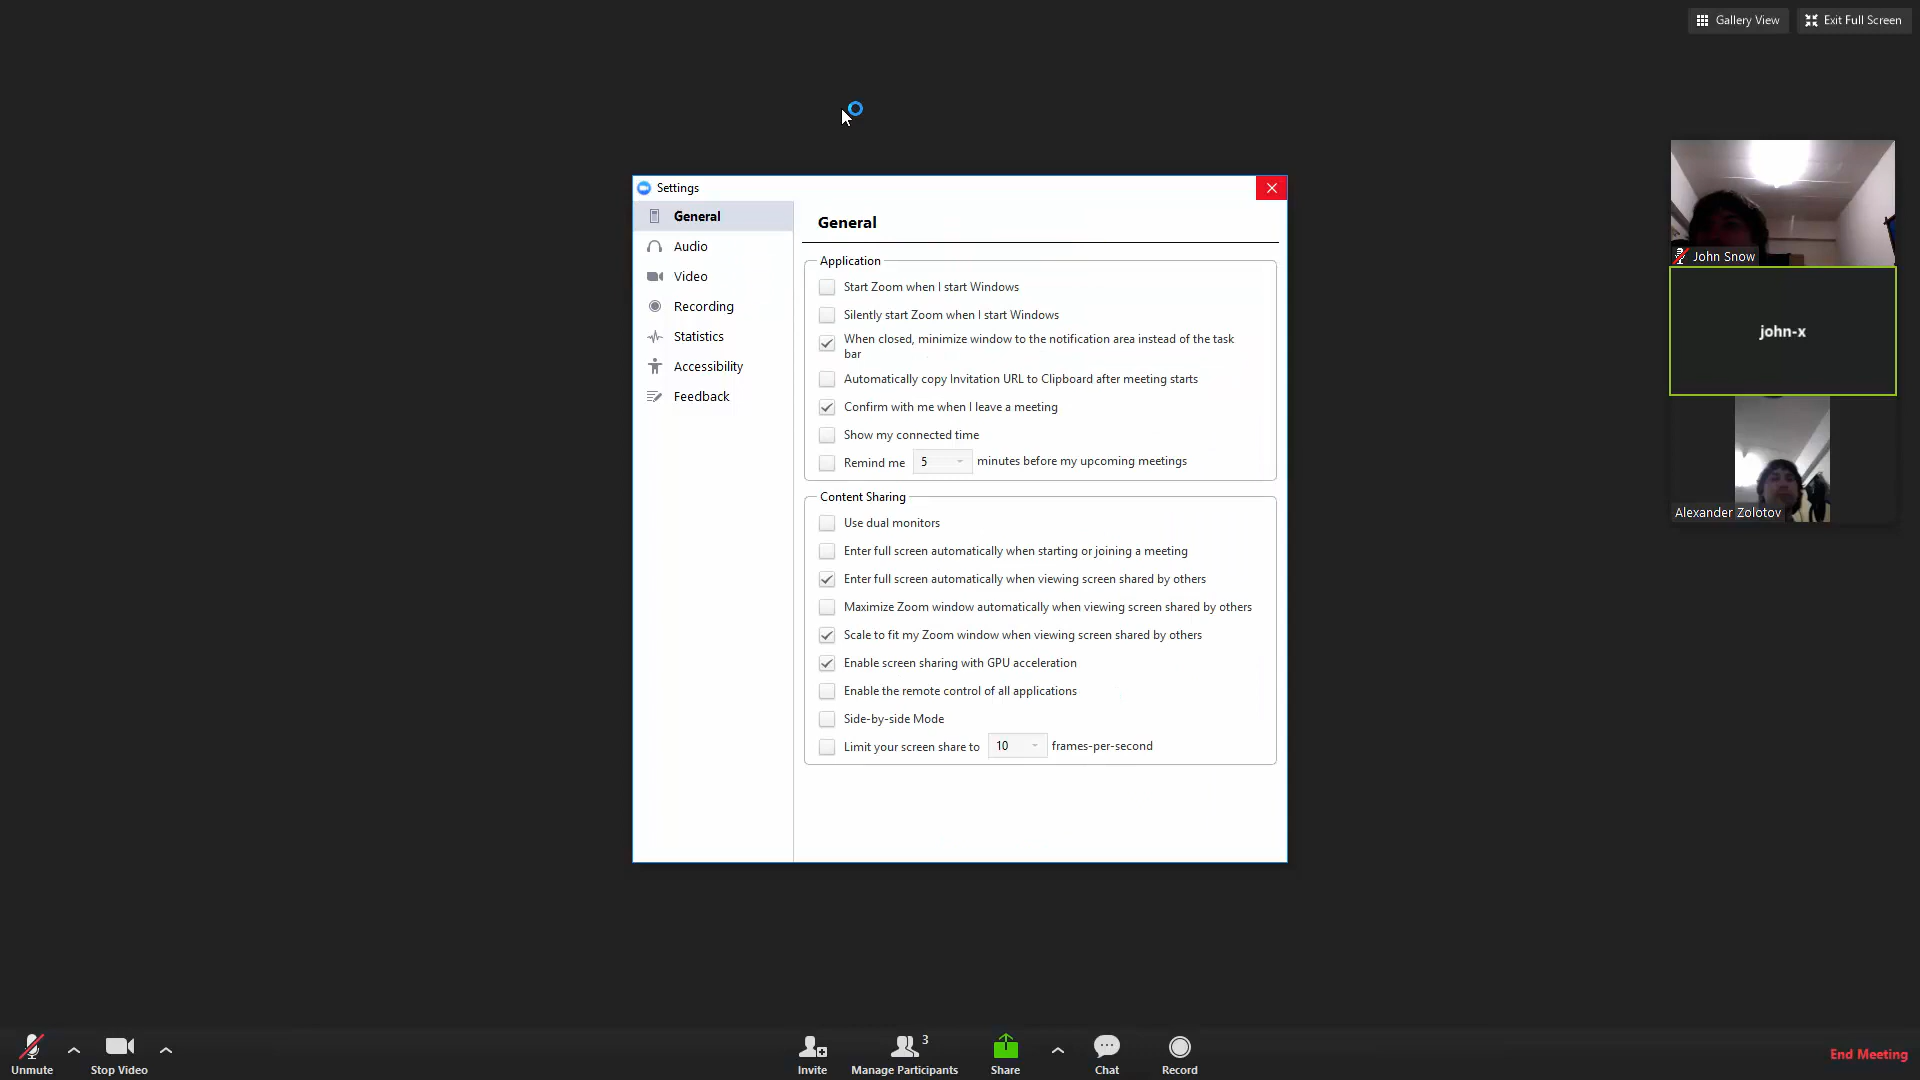 Gallery View
Exit Full Screen
Settings
General
Audio
Video
Recording
Statistics
Accessibility
Feedback
General
Application
Start Zoom when I start Windows
Silently start Zoom when I start Windows
When closed, minimize window to the notification area instead of the task
bar
Automatically copy Invitation URL to Clipboard after meeting starts
Confirm with me when I leave a meeting
Show my connected time
Remind me 5 minutes before my upcoming meetings
Content Sharing
Use dual monitors
Enter full screen automatically when starting or joining a meeting
Enter full screen automatically when viewing screen shared by others
Maximize Zoom window automatically when viewing screen shared by others
Scale to fit my Zoom window when viewing screen shared by others
Enable screen sharing with GPU acceleration
Enable the remote control of all applications
Side-by-side Mode
Limit your screen share to 10 frames-per-second
John Snow
john-x
Alexander Zolotov
Unmute
Stop Video
Invite
3
Manage Participants
Share
Chat
Record
End Meeting